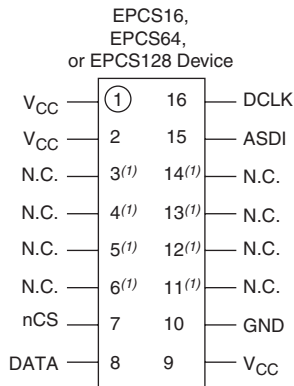 EPCS16,
EPCS64,
or EPCS128 Device
VCC 1 16 DCLK
VCC 2 15 ASDI
N.C. 3(1) 14(1) N.C.
N.C. 4(1) 13(1) N.C.
N.C. 5(1) 12(1) N.C.
N.C. 6(1) 11(1) N.C.
nCS 7 10 GND
DATA 8 9 VCC